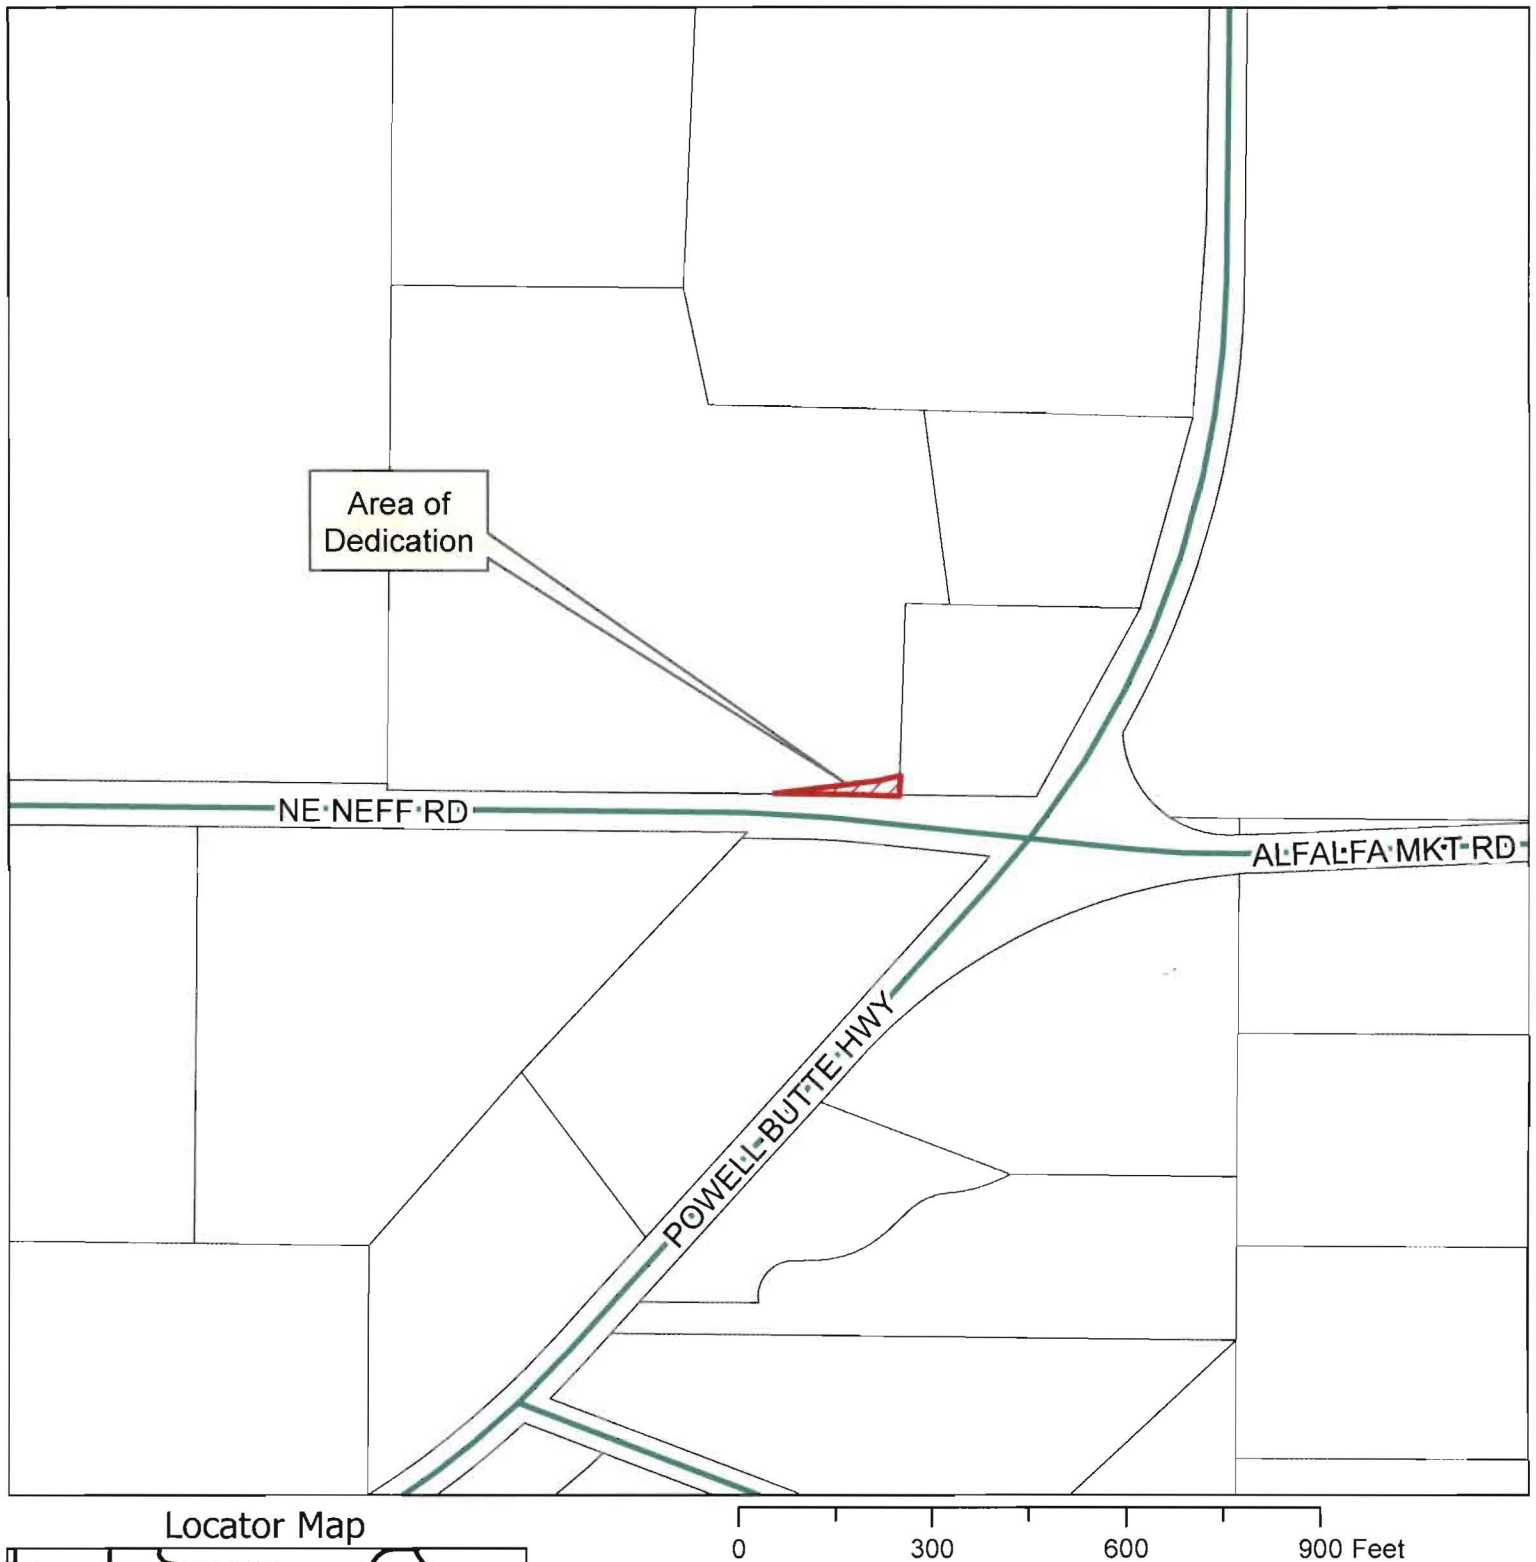 Area of
Dedication
NE NEFF RD
ALFALFA MKT RD
POWELL BUTTE HWY
Locator Map
0 300 600 900 Feet